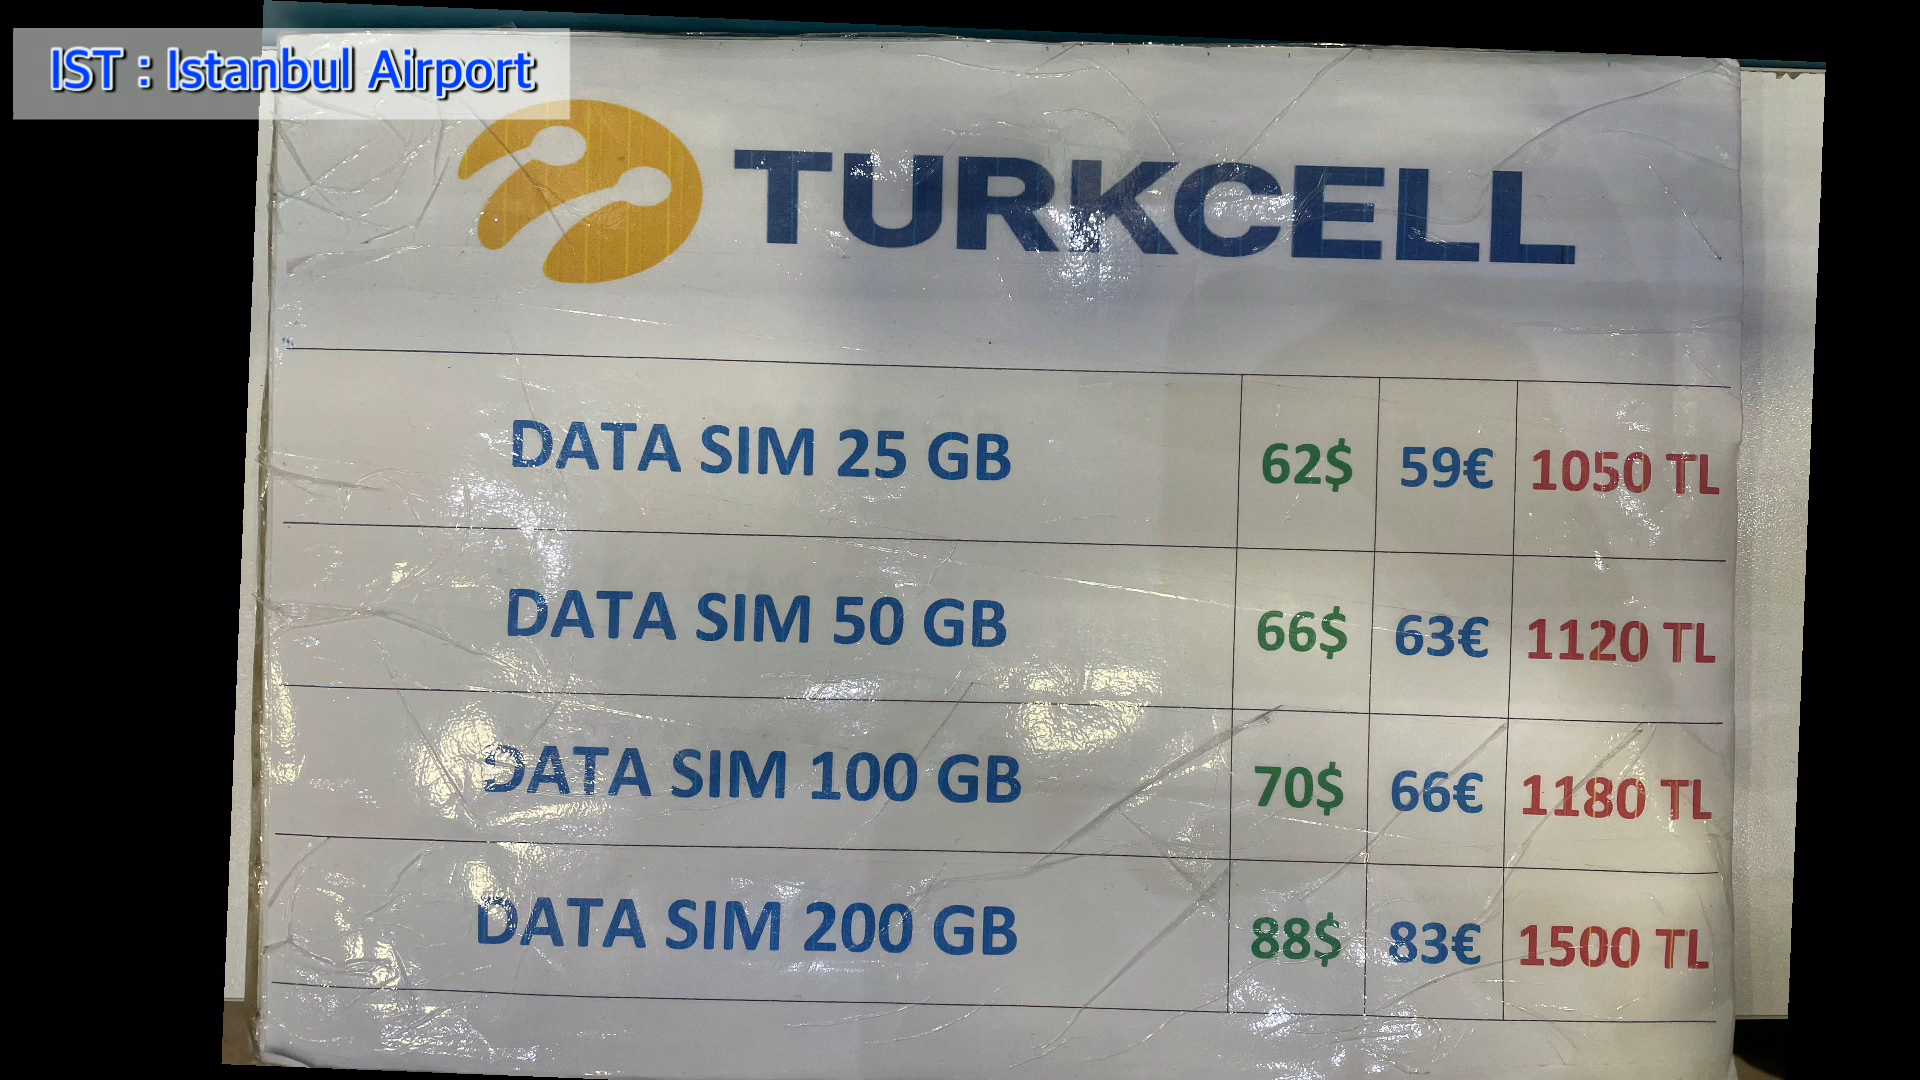 IST : Istanbul Airport
TURKCELL
DATA SIM 25 GB 62$ 59€ 1050 TL
DATA SIM 50 GB 66$ 63€ 1120 TL
DATA SIM 100 GB 70$ 66€ 1180 TL
DATA SIM 200 GB 88$ 83€ 1500 TL